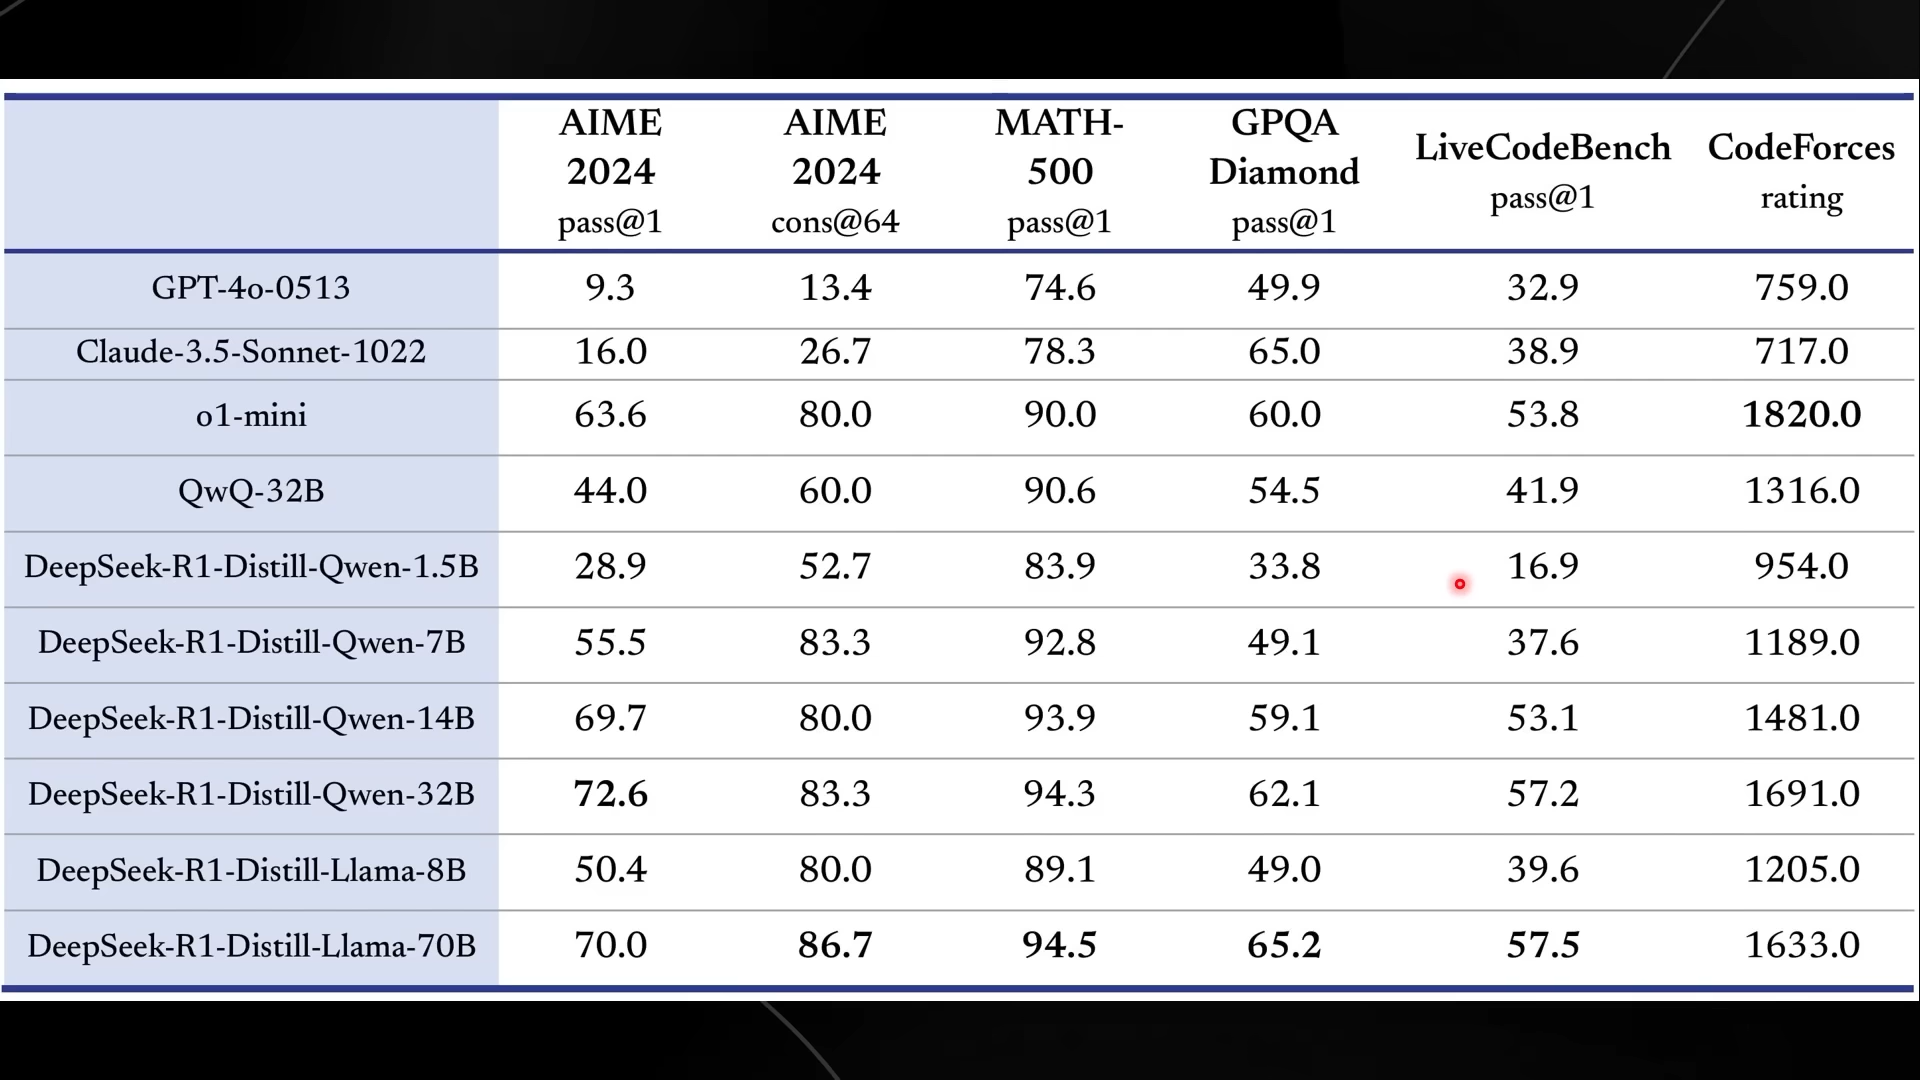 AIME 2024 pass@1 AIME 2024 cons@64 MATH-500 pass@1 GPQA Diamond pass@1 LiveCodeBench pass@1 CodeForces rating
GPT-4o-0513 9.3 13.4 74.6 49.9 32.9 759.0
Claude-3.5-Sonnet-1022 16.0 26.7 78.3 65.0 38.9 717.0
o1-mini 63.6 80.0 90.0 60.0 53.8 1820.0
QwQ-32B 44.0 60.0 90.6 54.5 41.9 1316.0
DeepSeek-R1-Distill-Qwen-1.5B 28.9 52.7 83.9 33.8 16.9 954.0
DeepSeek-R1-Distill-Qwen-7B 55.5 83.3 92.8 49.1 37.6 1189.0
DeepSeek-R1-Distill-Qwen-14B 69.7 80.0 93.9 59.1 53.1 1481.0
DeepSeek-R1-Distill-Qwen-32B 72.6 83.3 94.3 62.1 57.2 1691.0
DeepSeek-R1-Distill-Llama-8B 50.4 80.0 89.1 49.0 39.6 1205.0
DeepSeek-R1-Distill-Llama-70B 70.0 86.7 94.5 65.2 57.5 1633.0